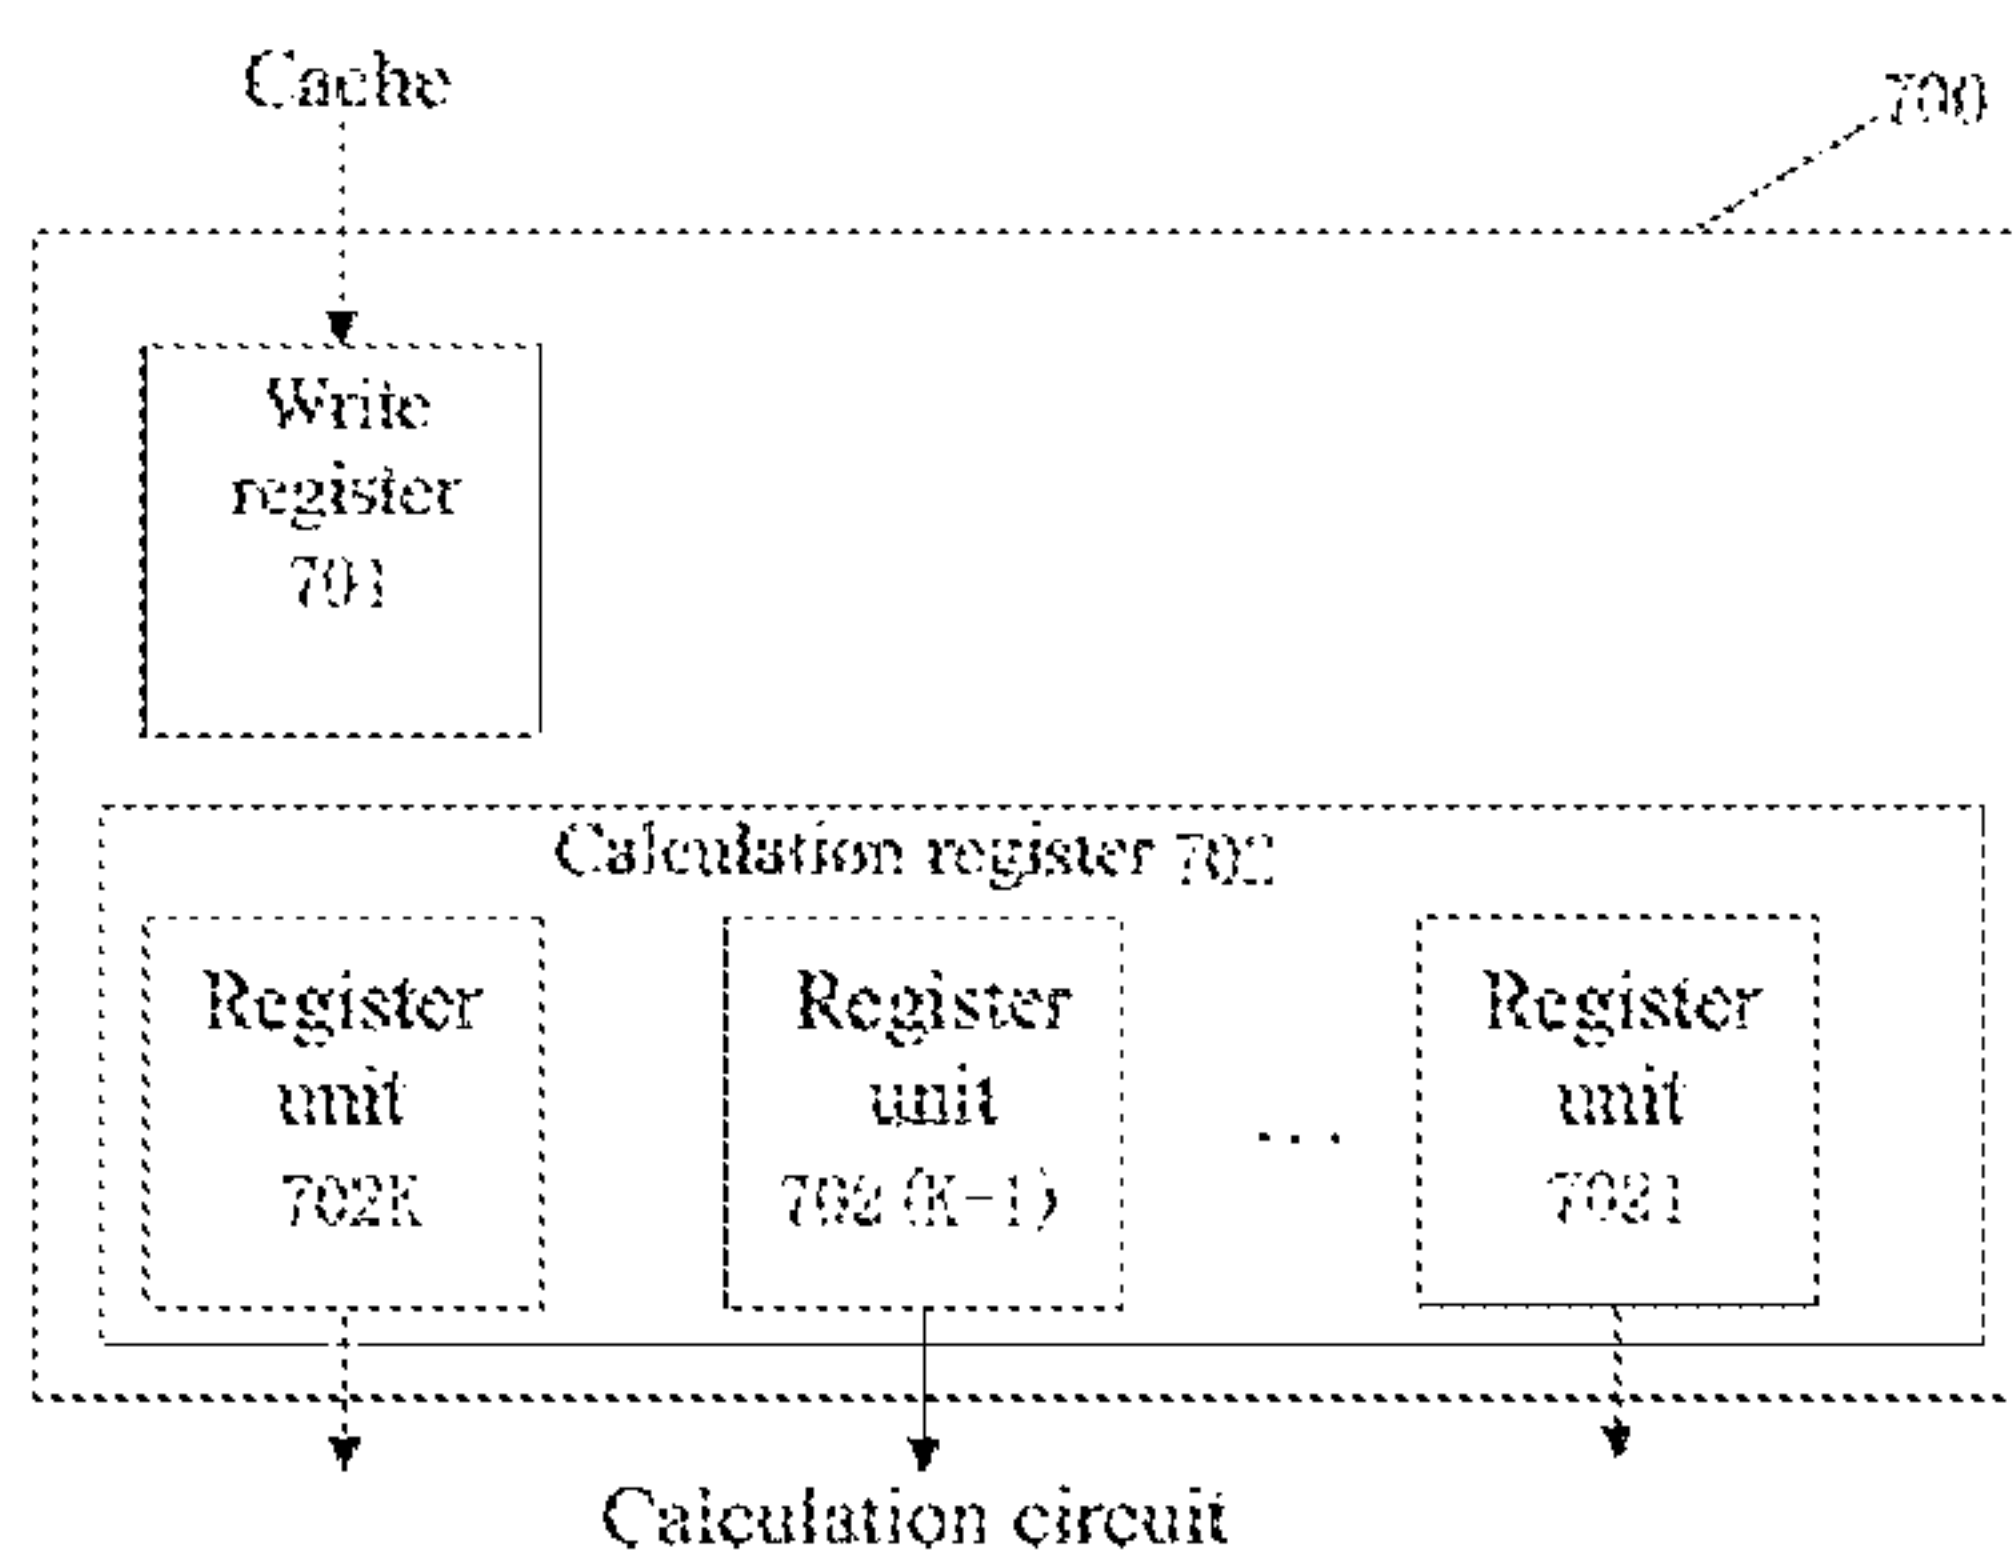 Cache
700
Write
register
701
Calculation register 702
Register
unit
702K
Register
unit
702 (K-1)
...
Register
unit
7021
Calculation circuit